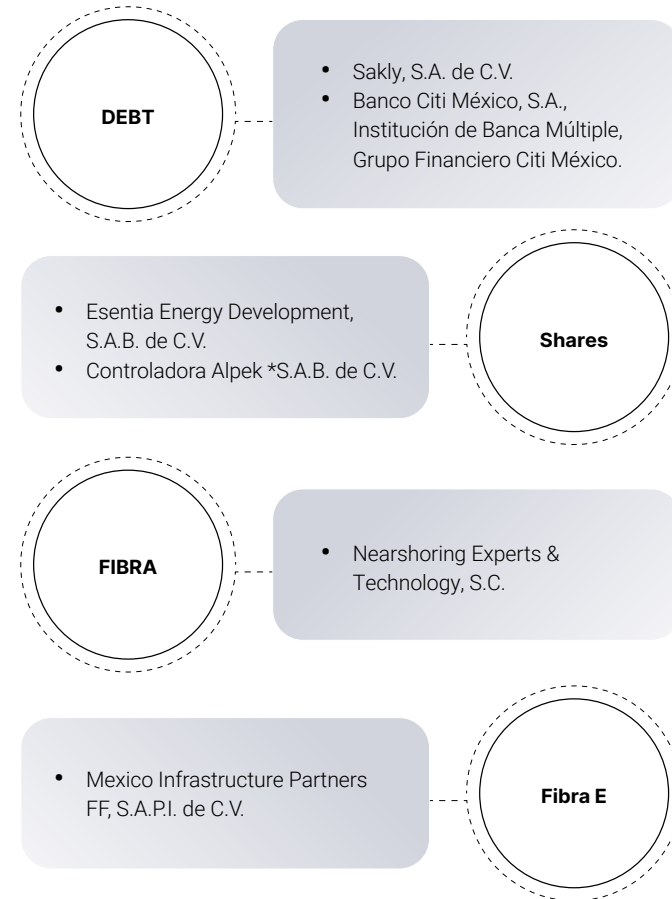 DEBT
• Sakly, S.A. de C.V.
• Banco Citi México, S.A.,
Institución de Banca Múltiple,
Grupo Financiero Citi México.
• Esentia Energy Development,
S.A.B. de C.V.
• Controladora Alpek *S.A.B. de C.V.
Shares
FIBRA
• Nearshoring Experts &
Technology, S.C.
• Mexico Infrastructure Partners
FF, S.A.P.I. de C.V.
Fibra E